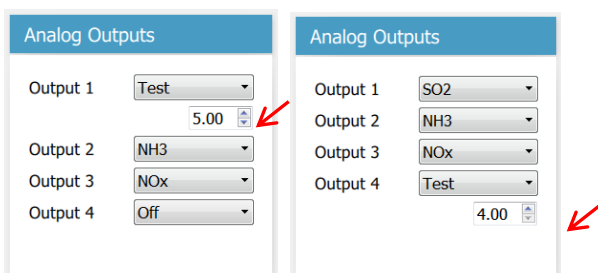 Analog Outputs
Output 1 Test
5.00
Output 2 NH3
Output 3 NOx
Output 4 Off
Analog Outputs
Output 1 SO2
Output 2 NH3
Output 3 NOx
Output 4 Test
4.00